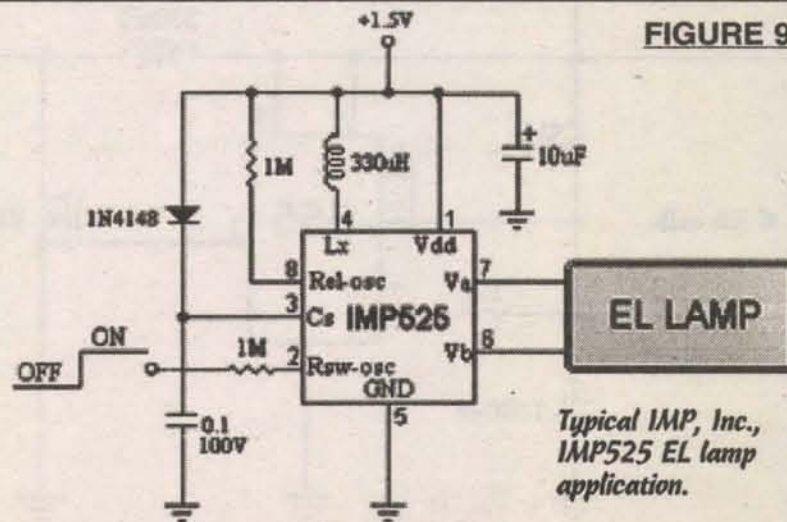 FIGURE 9
+1.5V
1M
330uH
+
10uF
1N4148
4
1
Lx
Vdd
8
Rel-osc
Va
7
3
Cs
IMP525
EL LAMP
ON
OFF
1M
2
Rsw-osc
Vb
6
GND
5
0.1
100V
Typical IMP, Inc.,
IMP525 EL lamp
application.